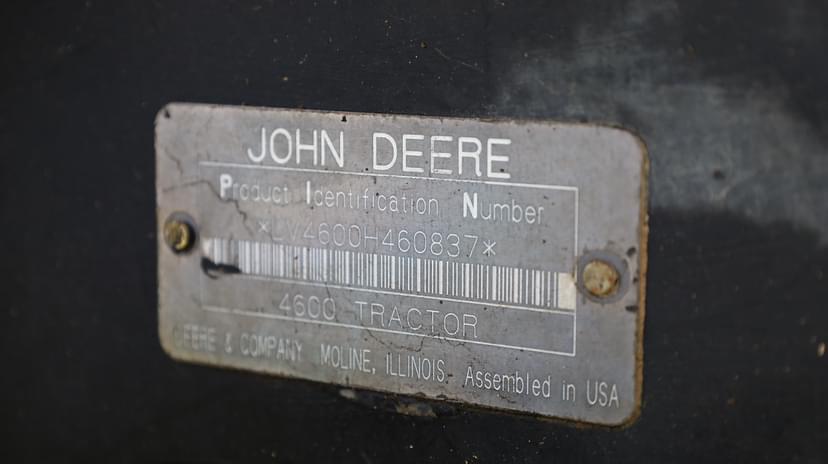 JOHN DEERE
Product Identification Number
*LV4600H460837*
4600 TRACTOR
DEERE & COMPANY MOLINE, ILLINOIS Assembled in USA